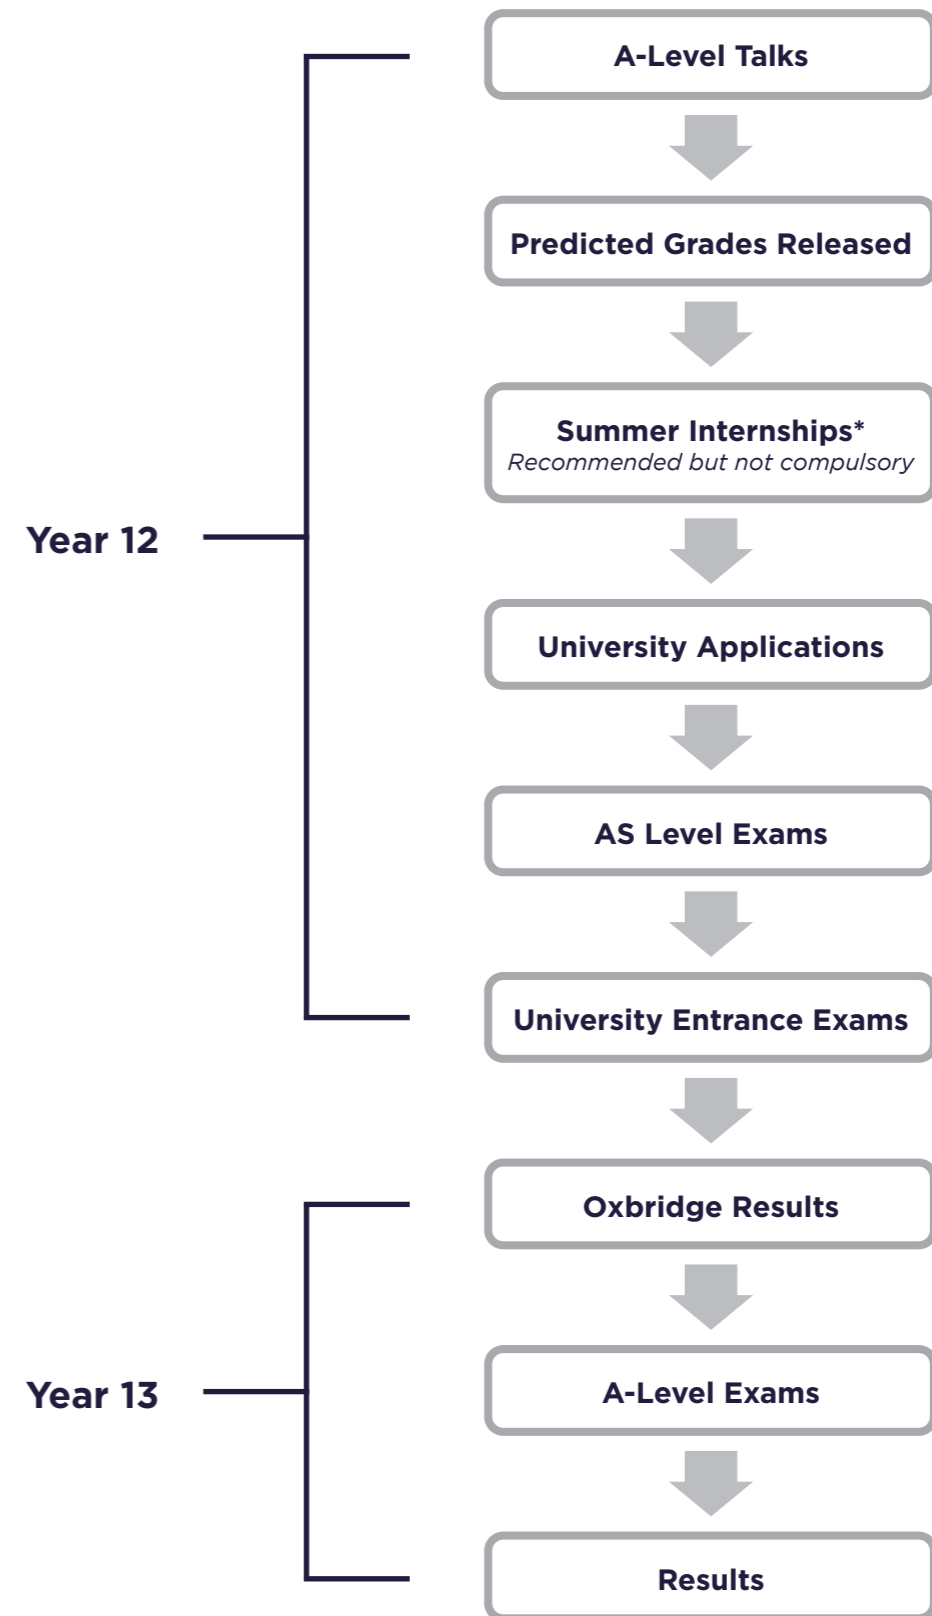 A-Level Talks
Predicted Grades Released
Summer Internships*
Recommended but not compulsory
Year 12
University Applications
AS Level Exams
University Entrance Exams
Oxbridge Results
Year 13
A-Level Exams
Results